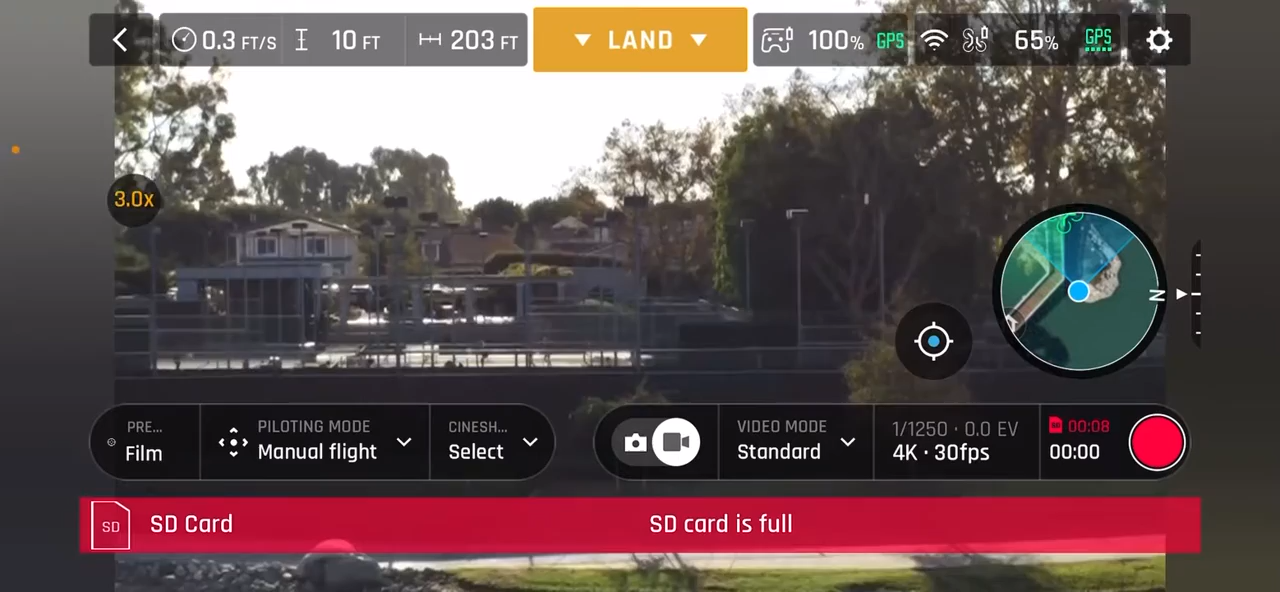 0.3 FT/S
10 FT
203 FT
LAND
100% GPS
65% GPS
3.0x
N
PRE...
Film
PILOTING MODE
Manual flight
CINESH...
Select
VIDEO MODE
Standard
1/1250 · 0.0 EV
4K · 30fps
00:08
00:00
SD
SD Card
SD card is full